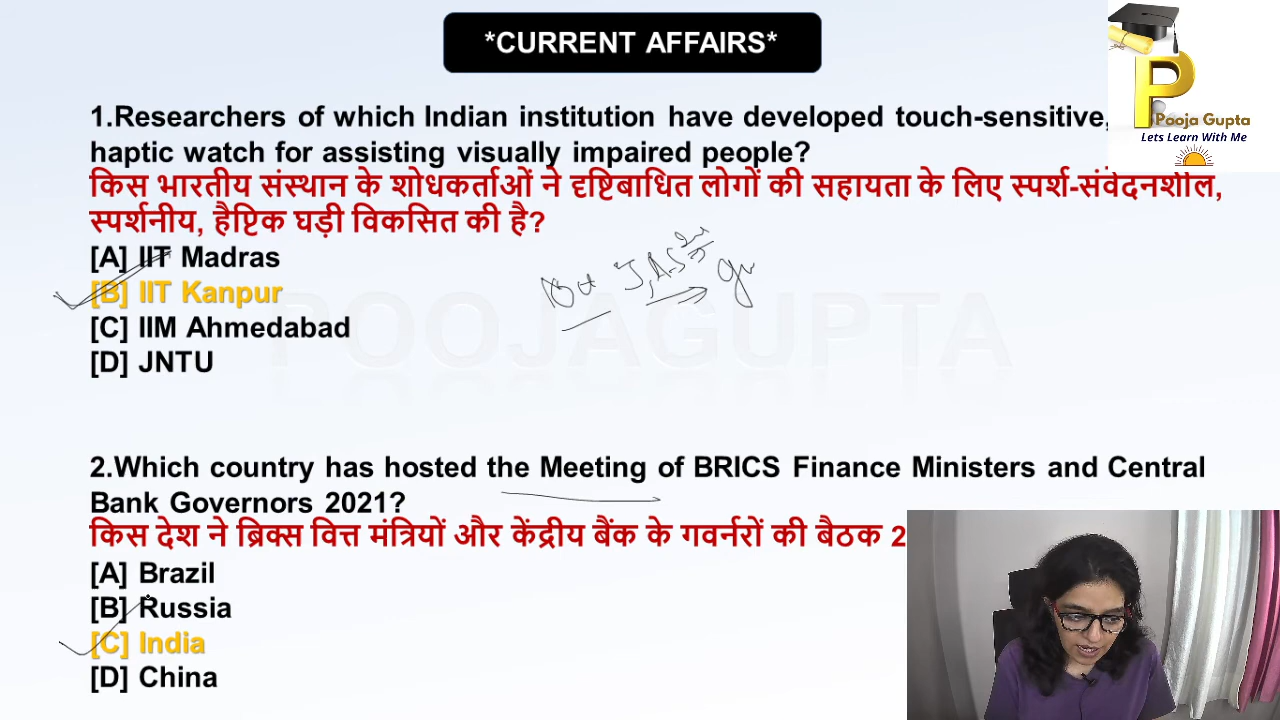 *CURRENT AFFAIRS*
P
Pooja Gupta
Lets Learn With Me
1.Researchers of which Indian institution have developed touch-sensitive,
haptic watch for assisting visually impaired people?
किस भारतीय संस्थान के शोधकर्ताओं ने दृष्टिबाधित लोगों की सहायता के लिए स्पर्श-संवेदनशील,
स्पर्शनीय, हैप्टिक घड़ी विकसित की है?
[A] IIT Madras
[B] IIT Kanpur
[C] IIM Ahmedabad
[D] JNTU
POOJAGUPTA
2.Which country has hosted the Meeting of BRICS Finance Ministers and Central
Bank Governors 2021?
किस देश ने ब्रिक्स वित्त मंत्रियों और केंद्रीय बैंक के गवर्नरों की बैठक 2
[A] Brazil
[B] Russia
[C] India
[D] China